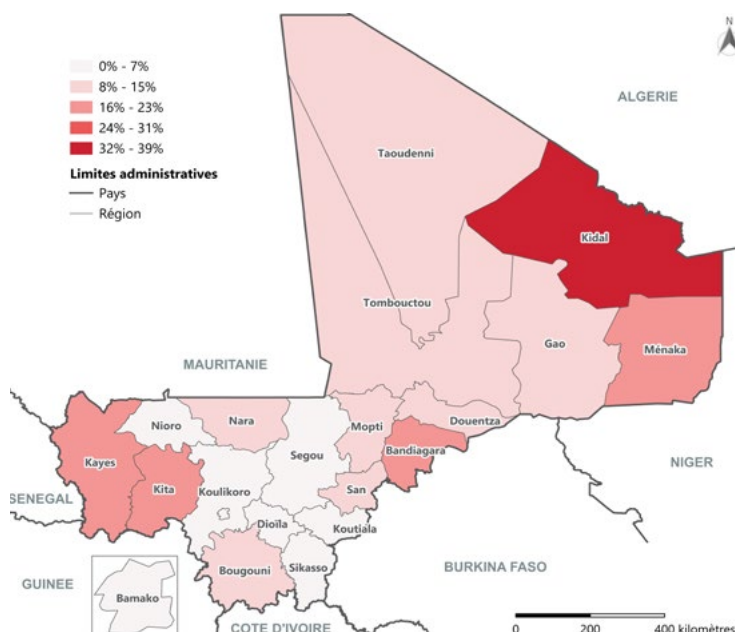 N
0% - 7%
8% - 15%
16% - 23%
24% - 31%
32% - 39%
Limites administratives
Pays
Région
ALGERIE
Taoudenni
Kidal
Tombouctou
Gao
Ménaka
MAURITANIE
Nioro
Nara
Mopti
Douentza
Kayes
Kita
Segou
Bandiagara
Koulikoro
San
NIGER
SENEGAL
Dioïla
Koutiala
Bougouni
Sikasso
BURKINA FASO
GUINEE
Bamako
COTE D'IVOIRE
0 200 400 kilomètres